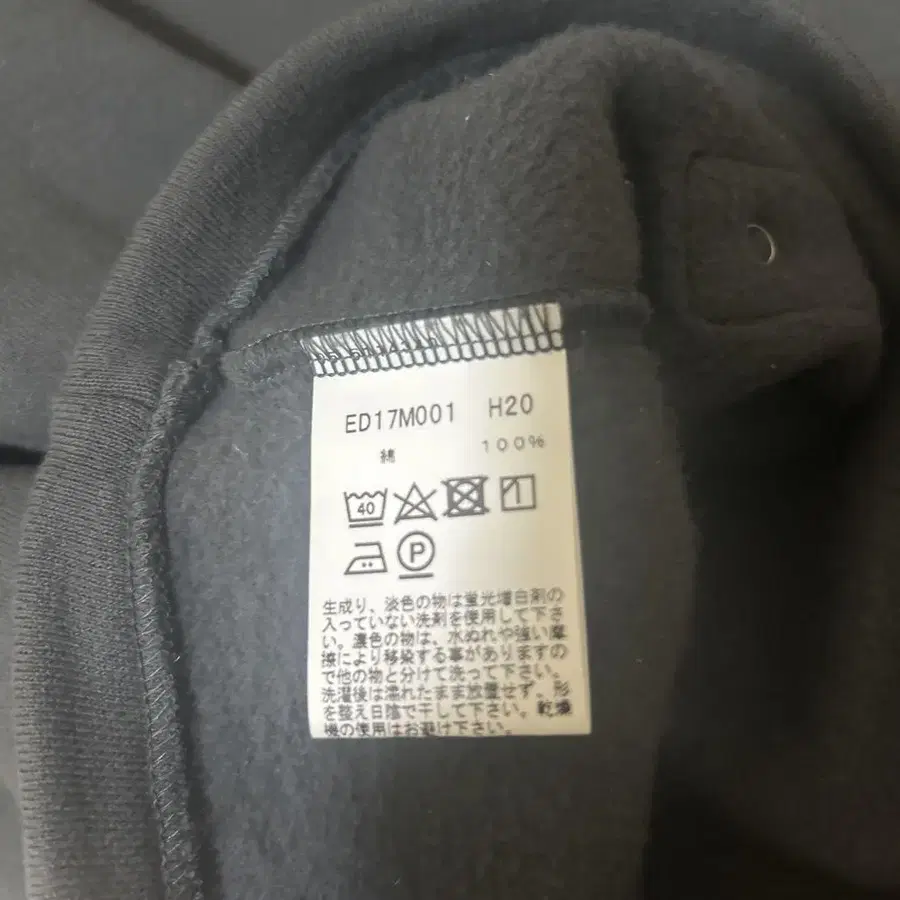 ED17M001 H20
綿 100%
40
P
生成り、淡色の物は蛍光増白剤の
入っていない洗剤を使用して下さ
い。濃色の物は、水ぬれや強い摩
擦により移染する事がありますの
で他の物と分けて洗って下さい。
洗濯後は濡れたまま放置せず、形
を整え日陰で干して下さい。乾燥
機の使用はお避け下さい。